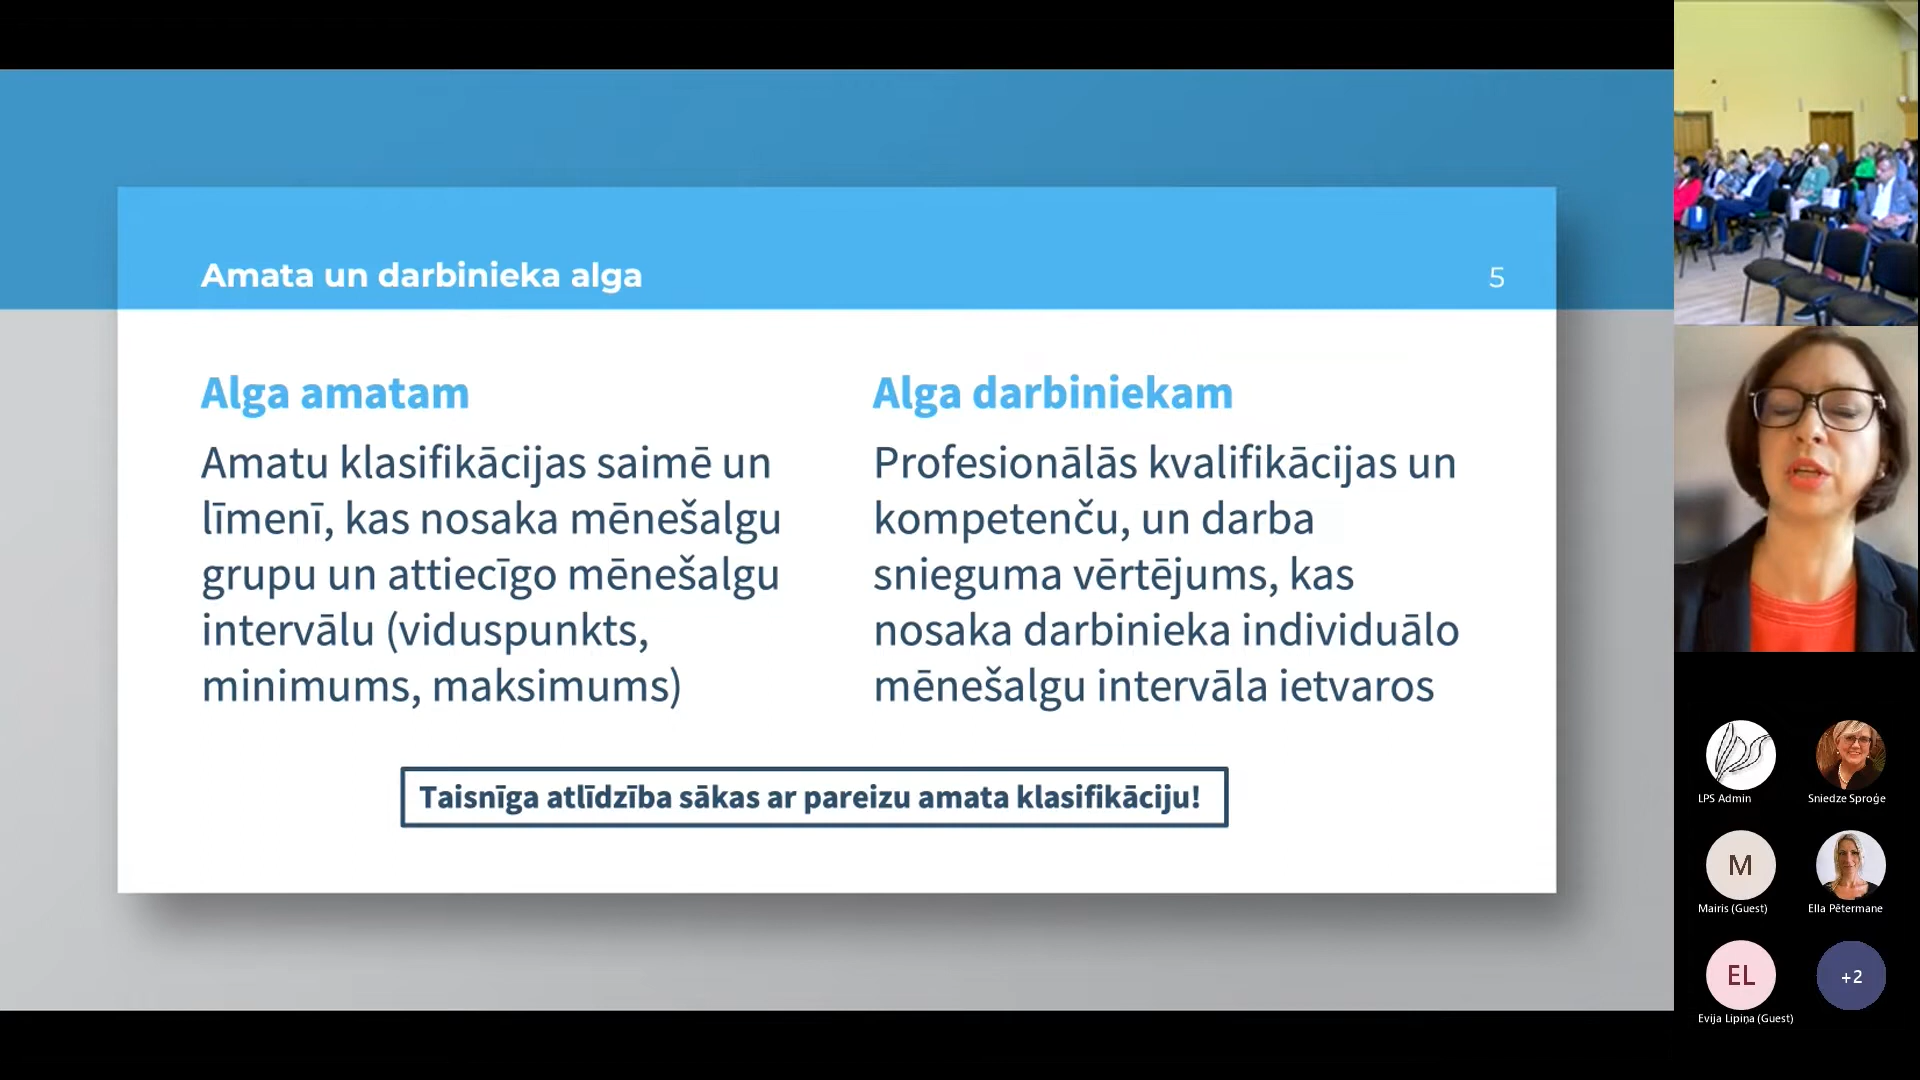 Amata un darbinieka alga
5
Alga amatam
Amatu klasifikācijas saimē un
līmenī, kas nosaka mēnešalgu
grupu un attiecīgo mēnešalgu
intervālu (viduspunkts,
minimums, maksimums)
Alga darbiniekam
Profesionālās kvalifikācijas un
kompetenču, un darba
snieguma vērtējums, kas
nosaka darbinieka individuālo
mēnešalgu intervāla ietvaros
Taisnīga atlīdzība sākas ar pareizu amata klasifikāciju!
LPS Admin
Sniedze Sproģe
M
Mairis (Guest)
Ella Pētermane
EL
Evija Lipiņa (Guest)
+2